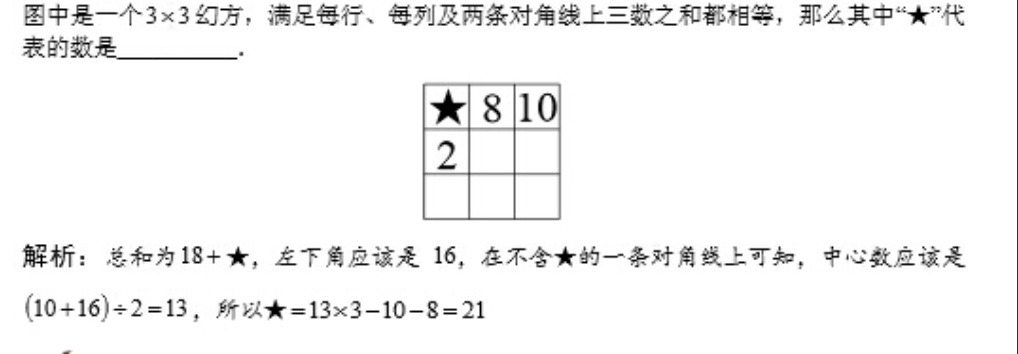 图中是一个3×3幻方，满足每行、每列及两条对角线上三数之和都相等，那么其中“★”代
表的数是__________.
★ 8 10
2
解析：总和为18+★，左下角应该是 16，在不含★的一条对角线上可知，中心数应该是
(10+16)÷2=13，所以★=13×3−10−8=21